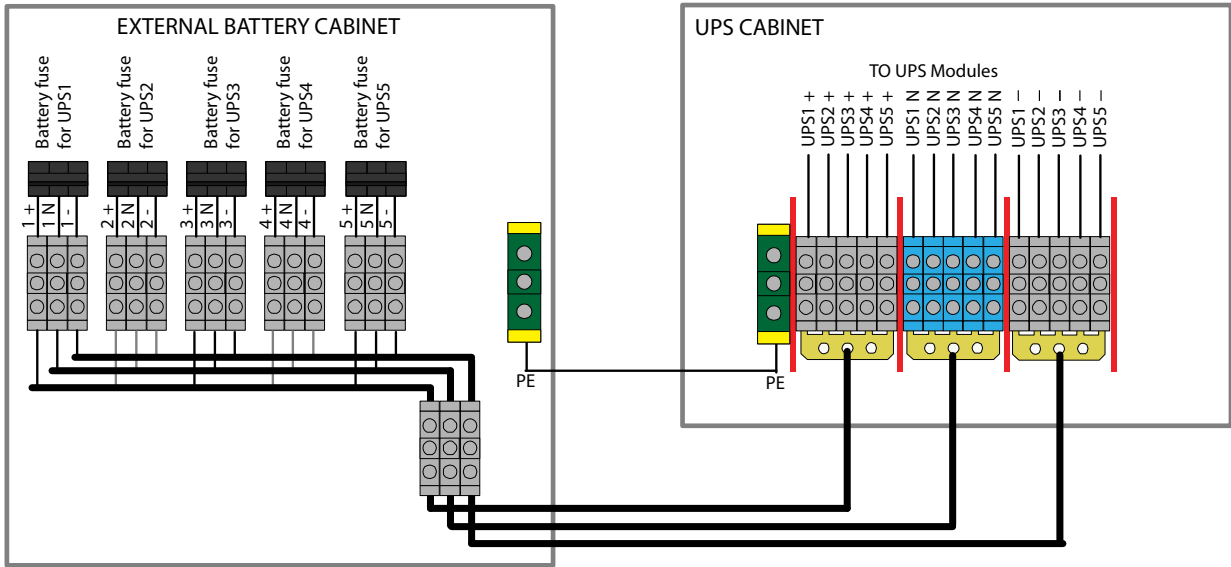 EXTERNAL BATTERY CABINET
Battery fuse
for UPS1
Battery fuse
for UPS2
Battery fuse
for UPS3
Battery fuse
for UPS4
Battery fuse
for UPS5
1 +
1 N
1 -
2 +
2 N
2 -
3 +
3 N
3 -
4 +
4 N
4 -
5 +
5 N
5 -
PE
UPS CABINET
TO UPS Modules
UPS1 +
UPS2 +
UPS3 +
UPS4 +
UPS5 +
UPS1 N
UPS2 N
UPS3 N
UPS4 N
UPS5 N
UPS1 −
UPS2 −
UPS3 −
UPS4 −
UPS5 −
PE